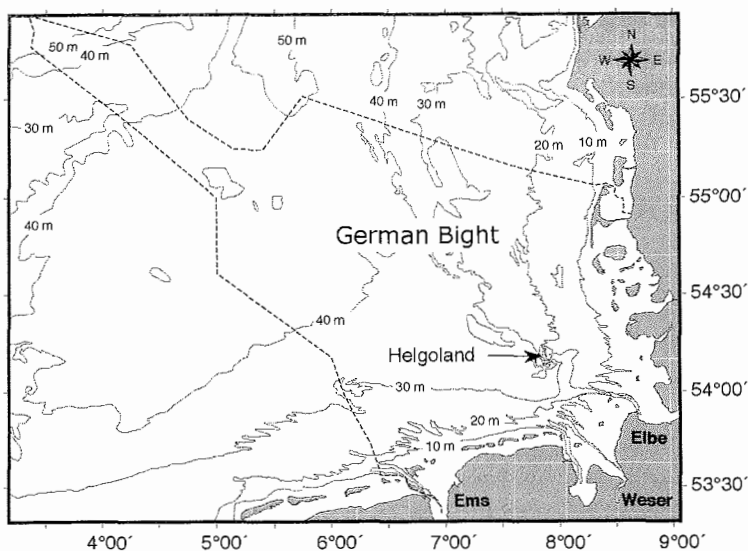 50 m
40 m
50 m
N
W E
S
40 m
30 m
55°30′
30 m
20 m
10 m
55°00′
40 m
German Bight
54°30′
40 m
Helgoland
30 m
54°00′
20 m
10 m
Elbe
Ems
Weser
53°30′
4°00′ 5°00′ 6°00′ 7°00′ 8°00′ 9°00′